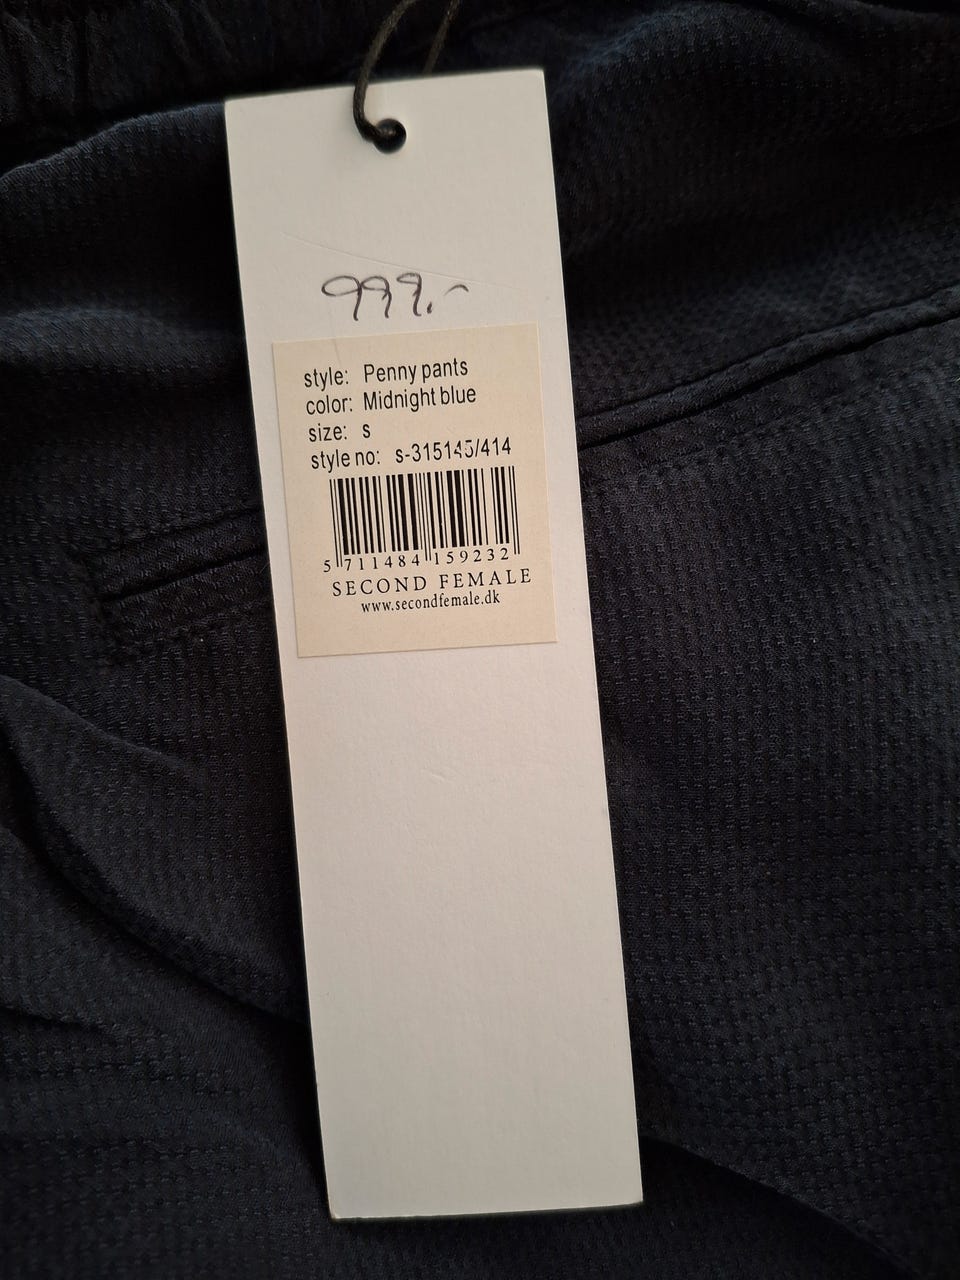 999.-
style: Penny pants
color: Midnight blue
size: s
style no: s-315145/414
5 711484 159232
SECOND FEMALE
www.secondfemale.dk